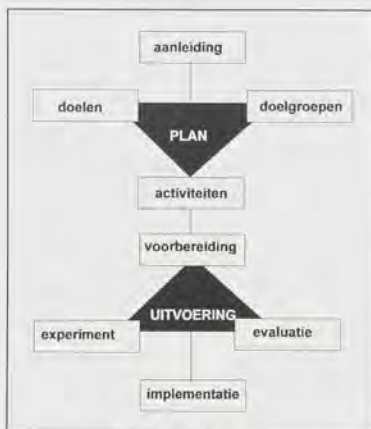 aanleiding
doelen
doelgroepen
PLAN
activiteiten
voorbereiding
UITVOERING
experiment
evaluatie
implementatie